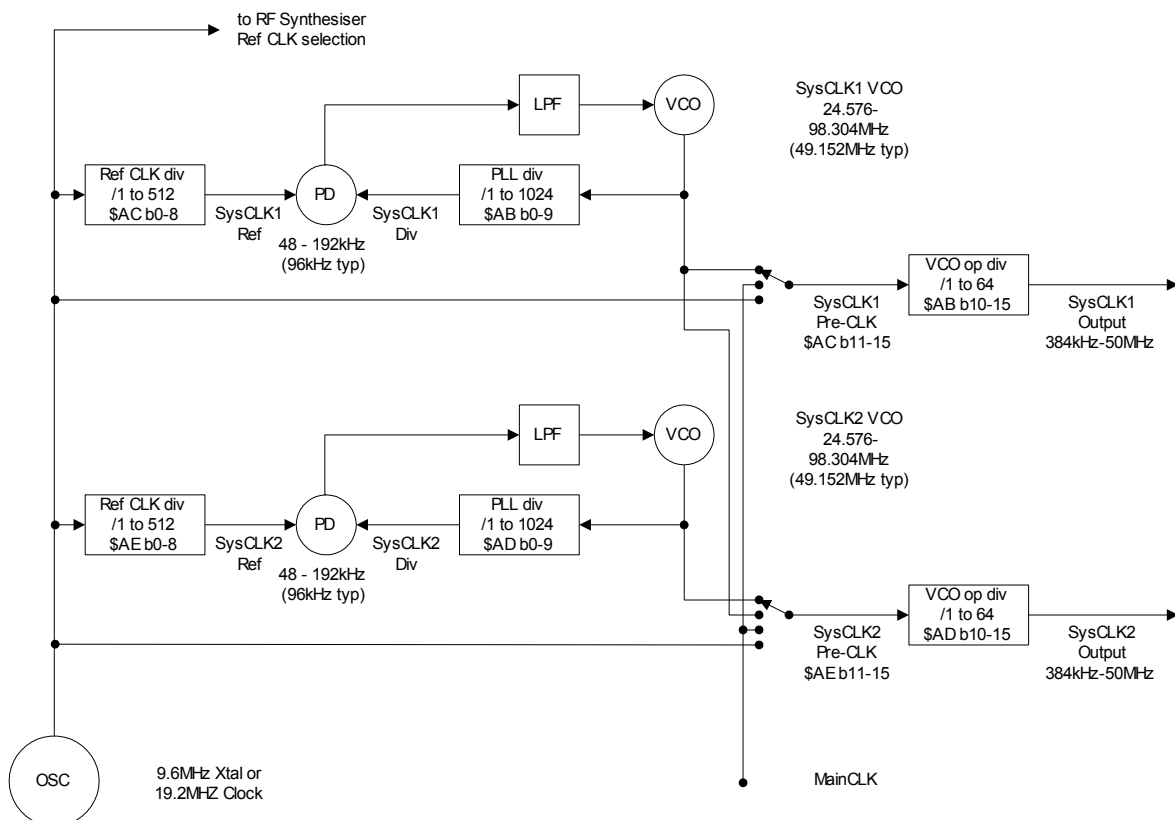 to RF Synthesiser
Ref CLK selection
LPF
VCO
SysCLK1 VCO
24.576-
98.304MHz
(49.152MHz typ)
Ref CLK div
/1 to 512
$AC b0-8
SysCLK1
Ref
PD
48 - 192kHz
(96kHz typ)
SysCLK1
Div
PLL div
/1 to 1024
$AB b0-9
SysCLK1
Pre-CLK
$AC b11-15
VCO op div
/1 to 64
$AB b10-15
SysCLK1
Output
384kHz-50MHz
LPF
VCO
SysCLK2 VCO
24.576-
98.304MHz
(49.152MHz typ)
Ref CLK div
/1 to 512
$AE b0-8
SysCLK2
Ref
PD
48 - 192kHz
(96kHz typ)
SysCLK2
Div
PLL div
/1 to 1024
$AD b0-9
SysCLK2
Pre-CLK
$AE b11-15
VCO op div
/1 to 64
$AD b10-15
SysCLK2
Output
384kHz-50MHz
OSC
9.6MHz Xtal or
19.2MHZ Clock
MainCLK